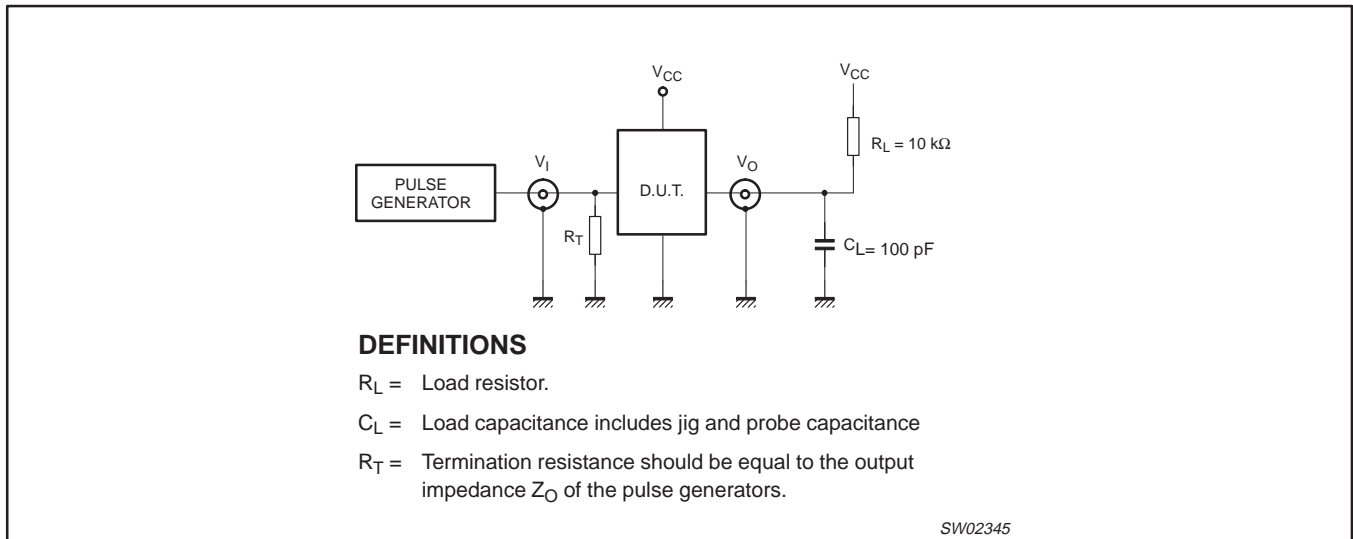 V_CC
V_CC
R_L = 10 kΩ
V_I
V_O
PULSE
GENERATOR
D.U.T.
R_T
C_L= 100 pF
DEFINITIONS
R_L = Load resistor.
C_L = Load capacitance includes jig and probe capacitance
R_T = Termination resistance should be equal to the output
impedance Z_O of the pulse generators.
SW02345